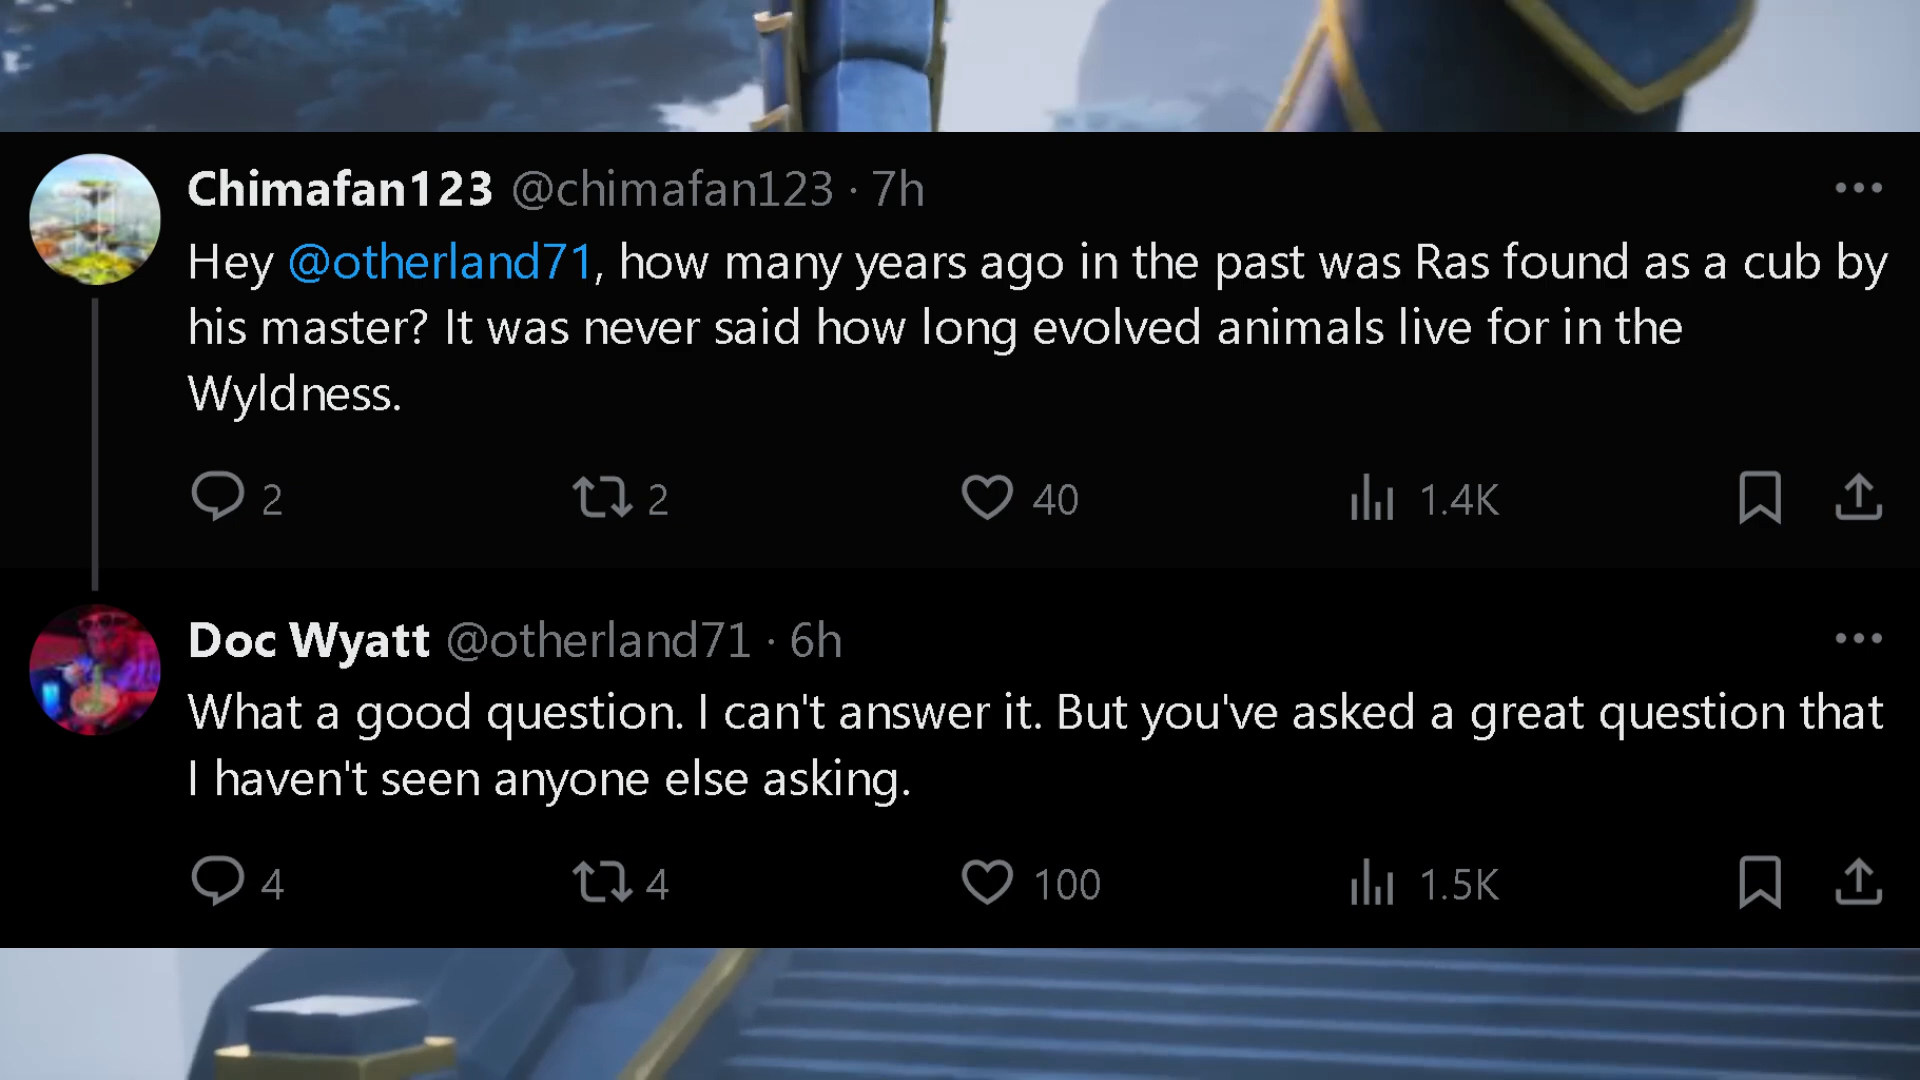 Chimafan123 @chimafan123 · 7h
Hey @otherland71, how many years ago in the past was Ras found as a cub by
his master? It was never said how long evolved animals live for in the
Wyldness.
2 2 40 1.4K
Doc Wyatt @otherland71 · 6h
What a good question. I can't answer it. But you've asked a great question that
I haven't seen anyone else asking.
4 4 100 1.5K